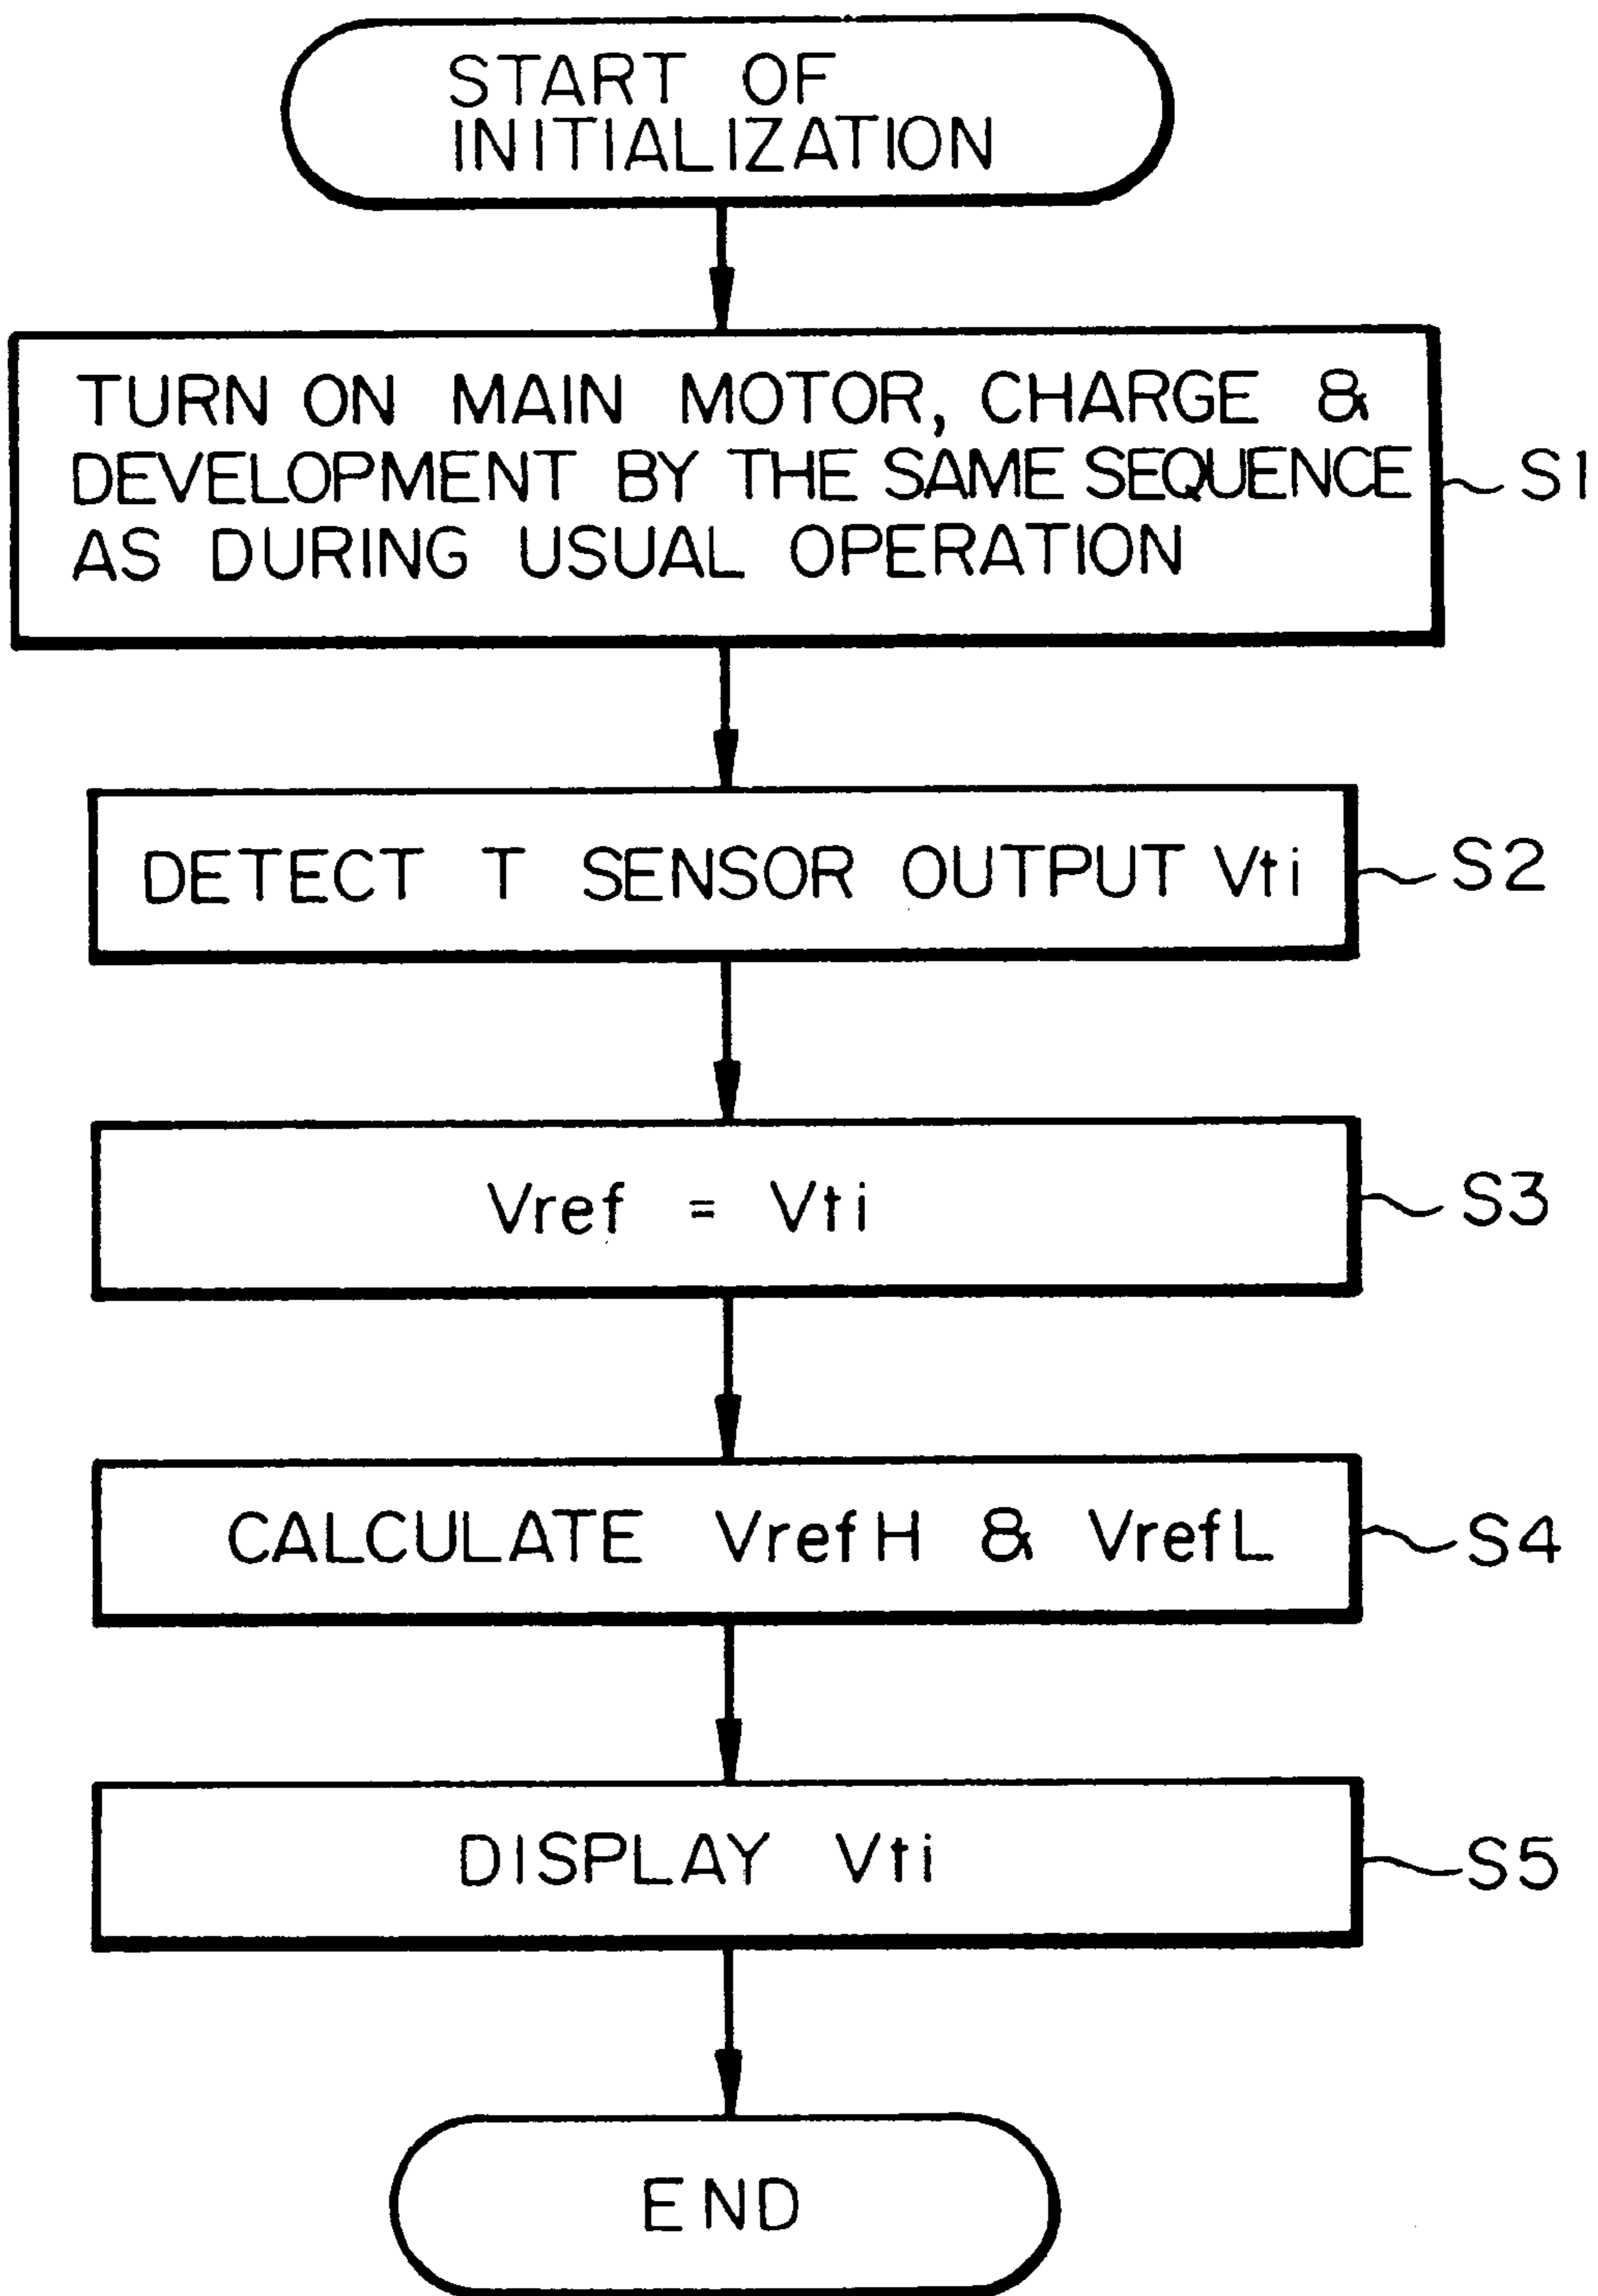 START OF
INITIALIZATION
TURN ON MAIN MOTOR, CHARGE &
DEVELOPMENT BY THE SAME SEQUENCE
AS DURING USUAL OPERATION
S1
DETECT T SENSOR OUTPUT Vti
S2
Vref = Vti
S3
CALCULATE VrefH & VrefL
S4
DISPLAY Vti
S5
END